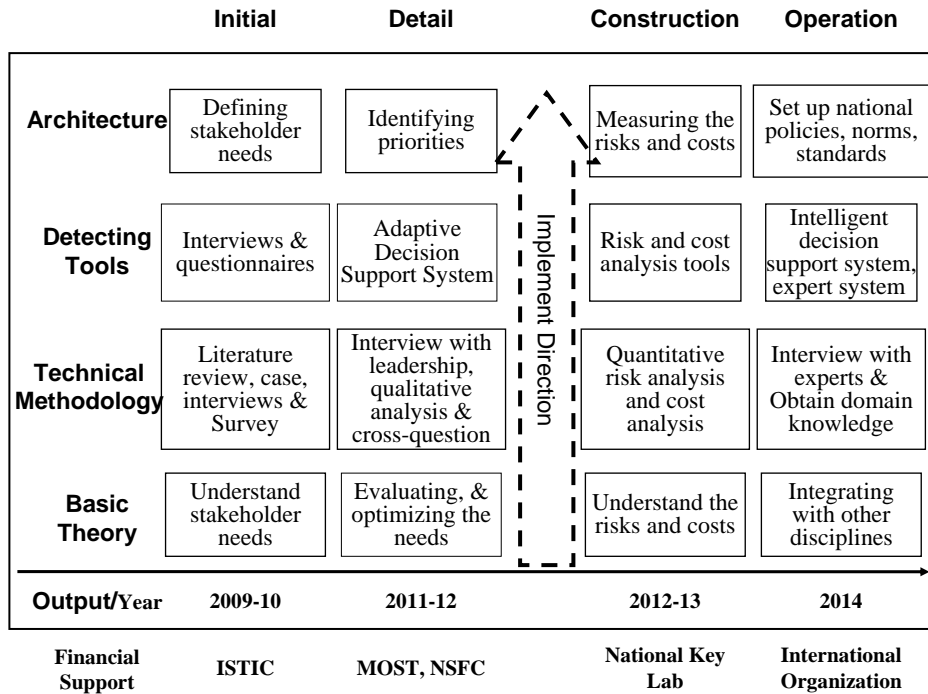 Initial
Detail
Construction
Operation
Architecture
Defining
stakeholder
needs
Identifying
priorities
Measuring the
risks and costs
Set up national
policies, norms,
standards
Detecting
Tools
Interviews &
questionnaires
Adaptive
Decision
Support System
Risk and cost
analysis tools
Intelligent
decision
support system,
expert system
Implement Direction
Technical
Methodology
Literature
review, case,
interviews &
Survey
Interview with
leadership,
qualitative
analysis &
cross-question
Quantitative
risk analysis
and cost
analysis
Interview with
experts &
Obtain domain
knowledge
Basic
Theory
Understand
stakeholder
needs
Evaluating, &
optimizing the
needs
Understand the
risks and costs
Integrating
with other
disciplines
Output/Year
2009-10
2011-12
2012-13
2014
Financial
Support
ISTIC
MOST, NSFC
National Key
Lab
International
Organization